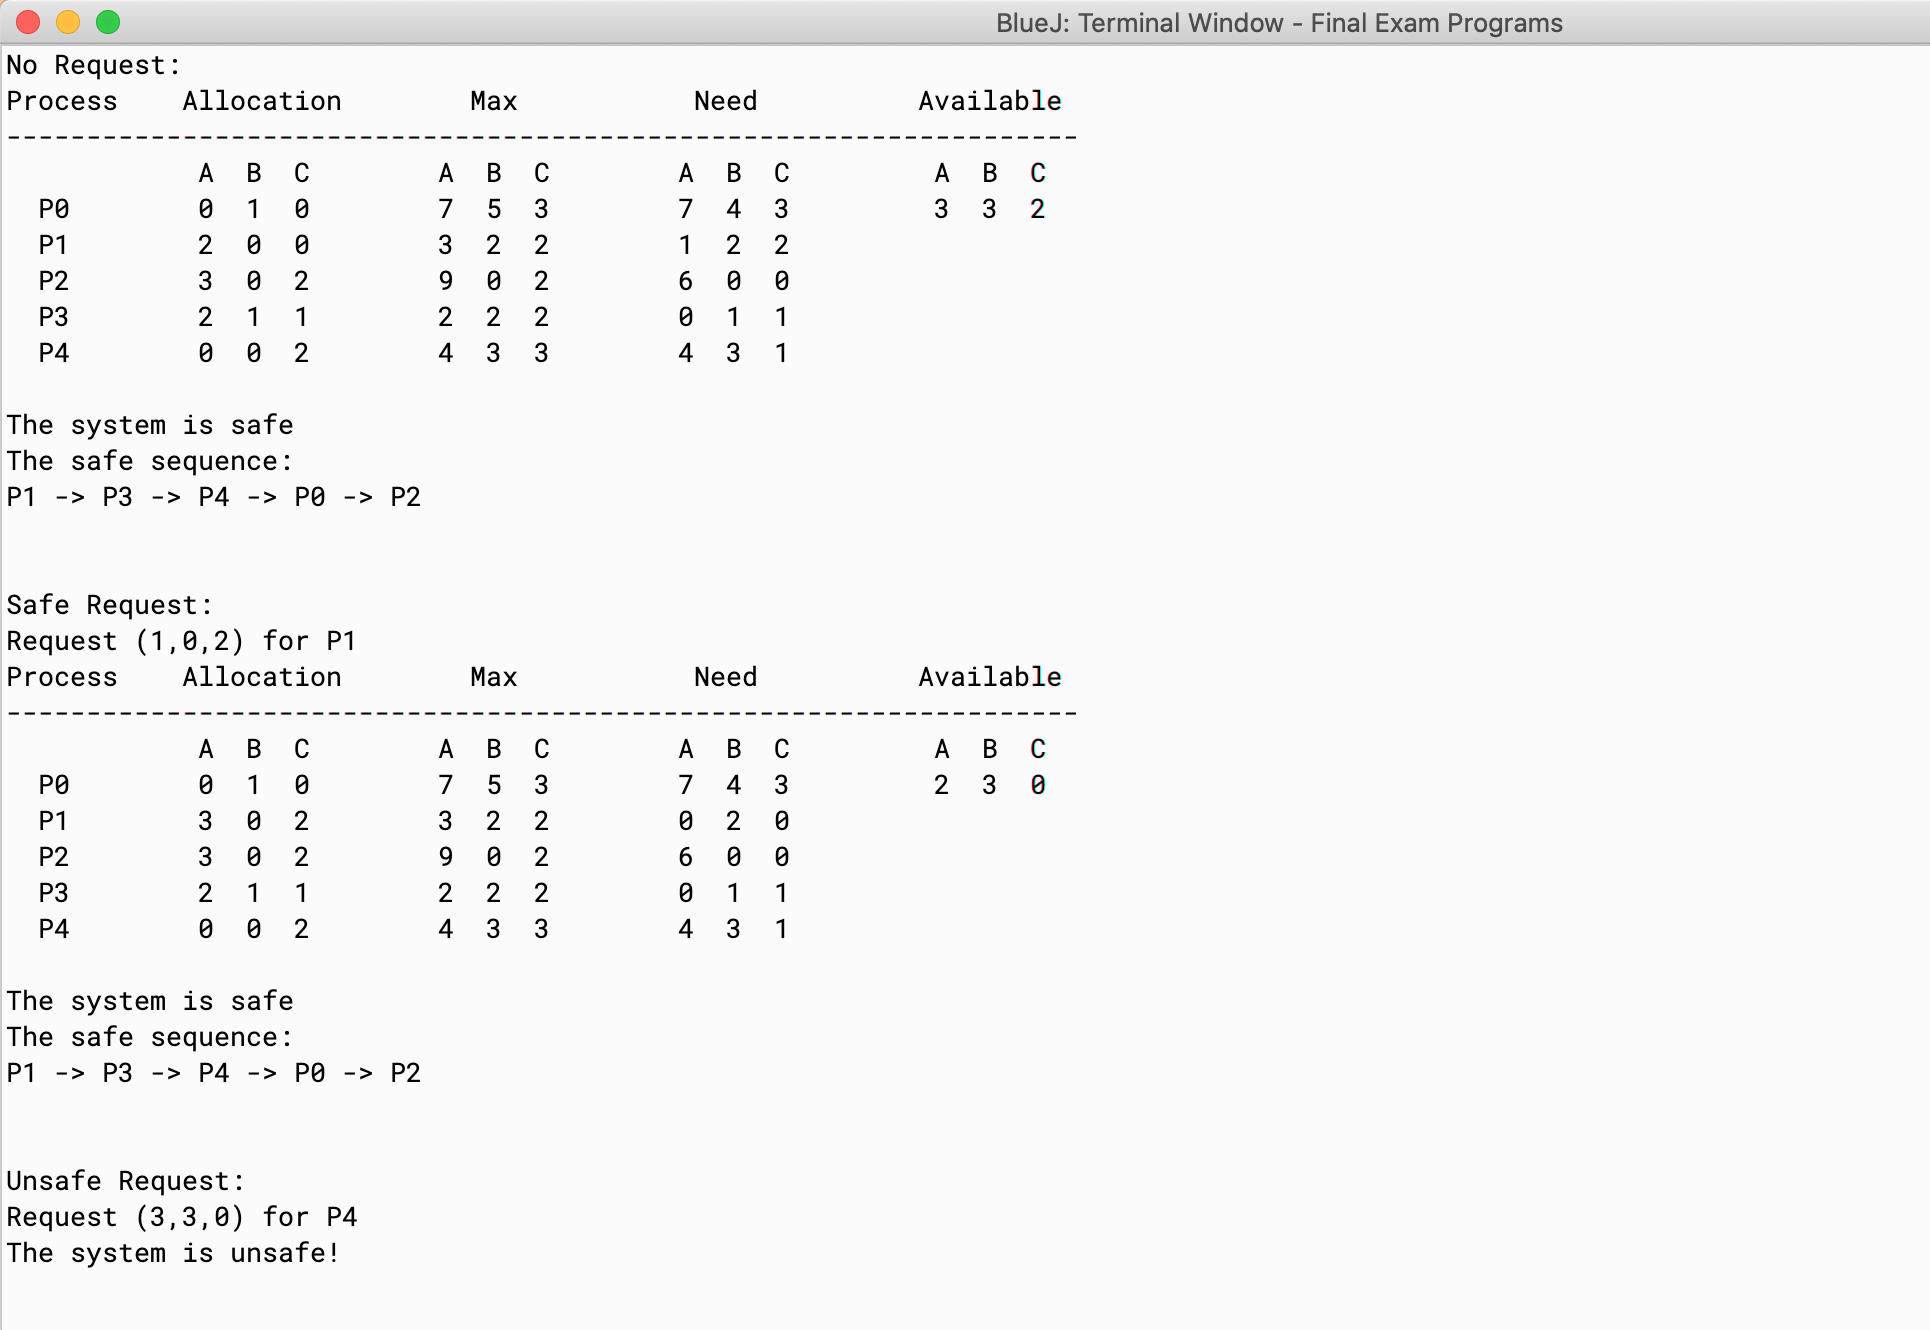 BlueJ: Terminal Window - Final Exam Programs
No Request:
Process    Allocation        Max           Need          Available
-------------------------------------------------------------------
            A  B  C        A  B  C        A  B  C         A  B  C
  P0        0  1  0        7  5  3        7  4  3         3  3  2
  P1        2  0  0        3  2  2        1  2  2
  P2        3  0  2        9  0  2        6  0  0
  P3        2  1  1        2  2  2        0  1  1
  P4        0  0  2        4  3  3        4  3  1
The system is safe
The safe sequence:
P1 -> P3 -> P4 -> P0 -> P2
Safe Request:
Request (1,0,2) for P1
Process    Allocation        Max           Need          Available
-------------------------------------------------------------------
            A  B  C        A  B  C        A  B  C         A  B  C
  P0        0  1  0        7  5  3        7  4  3         2  3  0
  P1        3  0  2        3  2  2        0  2  0
  P2        3  0  2        9  0  2        6  0  0
  P3        2  1  1        2  2  2        0  1  1
  P4        0  0  2        4  3  3        4  3  1
The system is safe
The safe sequence:
P1 -> P3 -> P4 -> P0 -> P2
Unsafe Request:
Request (3,3,0) for P4
The system is unsafe!